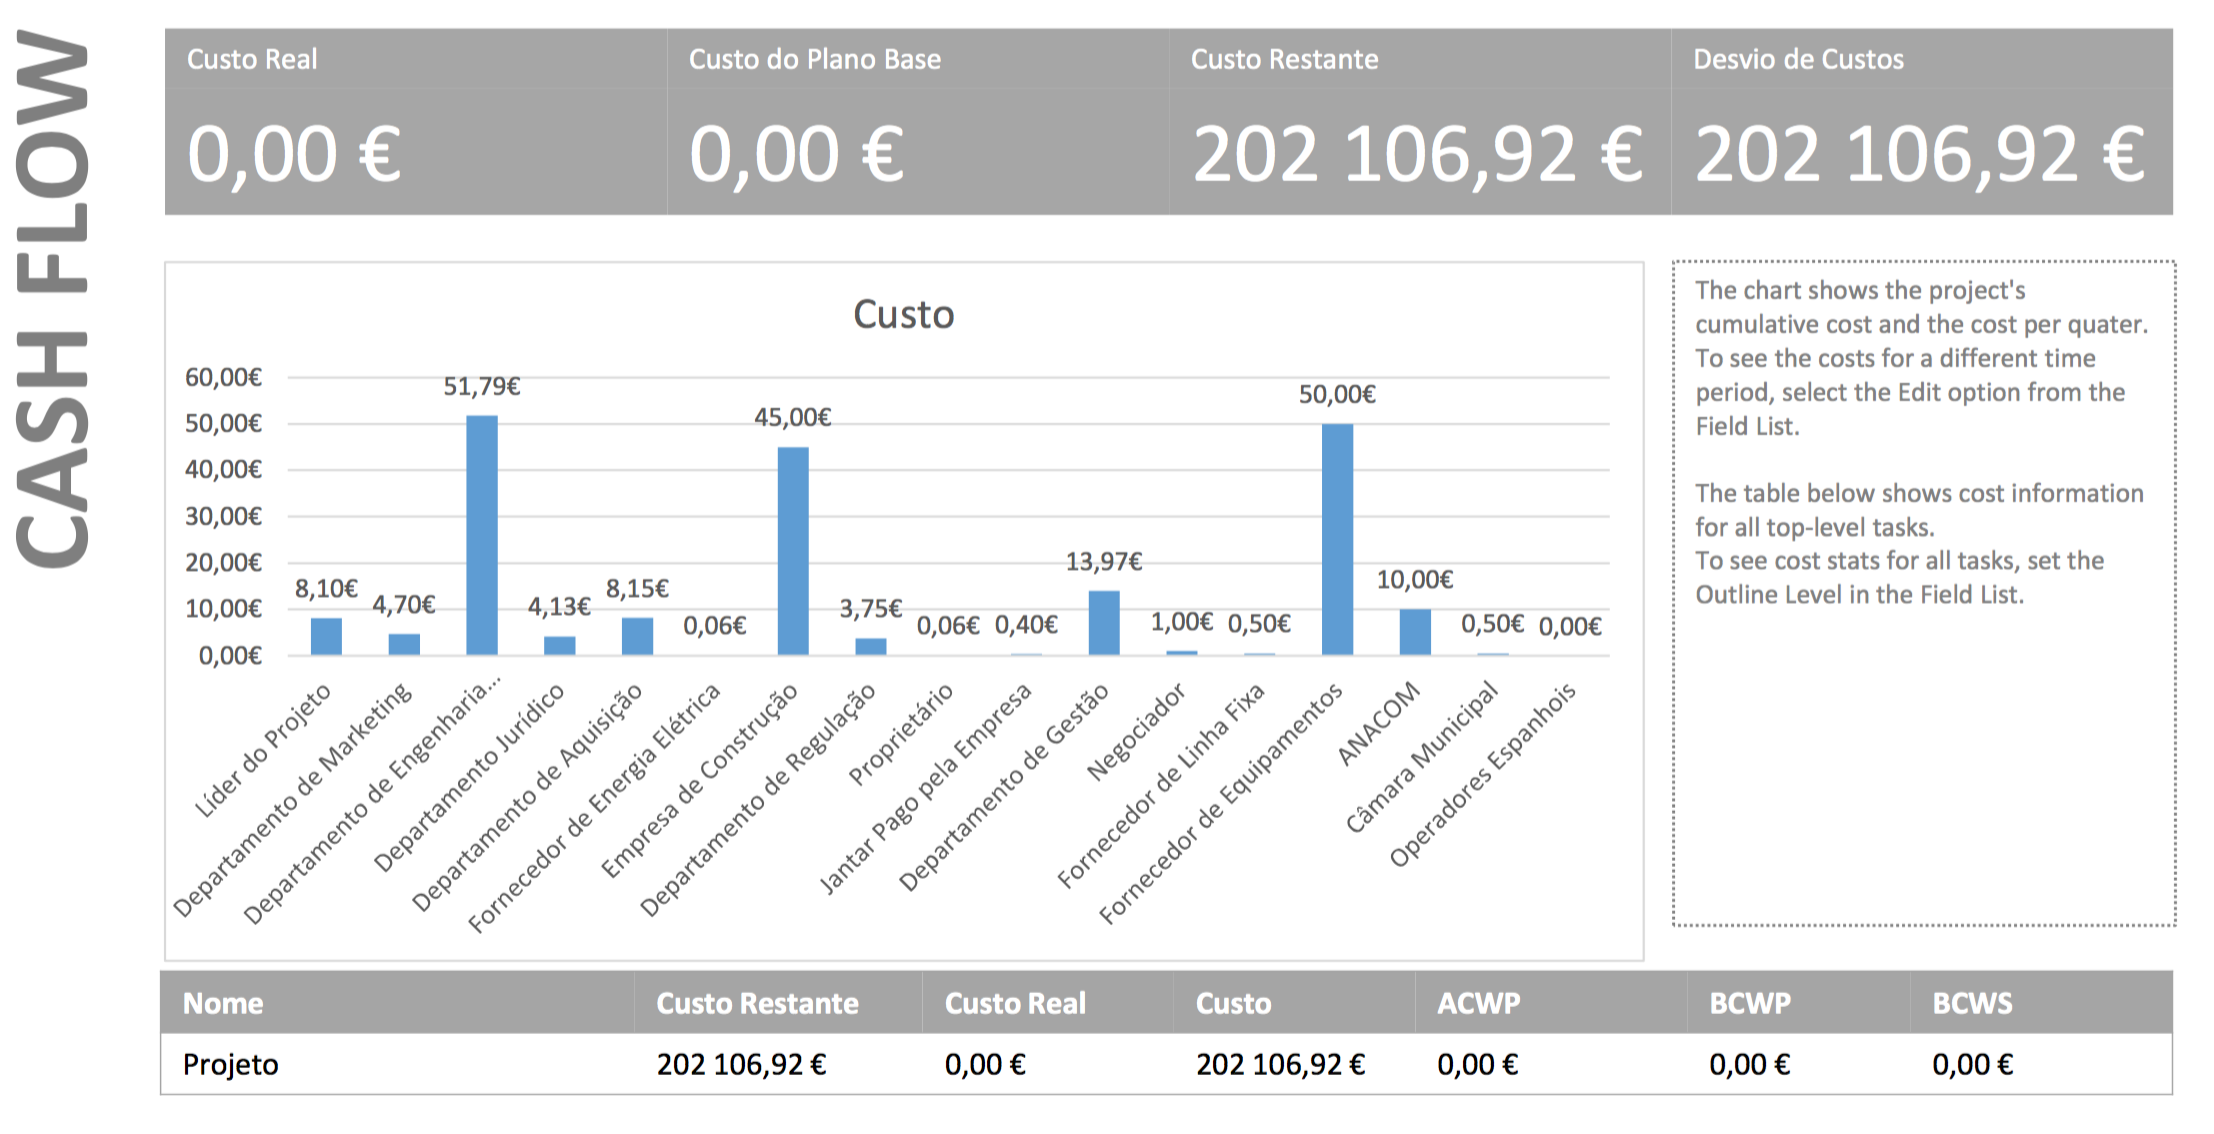 CASH FLOW
Custo Real
Custo do Plano Base
Custo Restante
Desvio de Custos
0,00 €
0,00 €
202 106,92 €
202 106,92 €
Custo
60,00€
50,00€
40,00€
30,00€
20,00€
10,00€
0,00€
8,10€
4,70€
51,79€
4,13€
8,15€
0,06€
45,00€
3,75€
0,06€
0,40€
13,97€
1,00€
0,50€
50,00€
10,00€
0,50€
0,00€
Líder do Projeto
Departamento de Marketing
Departamento de Engenharia...
Departamento Jurídico
Departamento de Aquisição
Fornecedor de Energia Elétrica
Empresa de Construção
Departamento de Regulação
Proprietário
Jantar Pago pela Empresa
Departamento de Gestão
Negociador
Fornecedor de Linha Fixa
Fornecedor de Equipamentos
ANACOM
Câmara Municipal
Operadores Espanhois
The chart shows the project's
cumulative cost and the cost per quater.
To see the costs for a different time
period, select the Edit option from the
Field List.
The table below shows cost information
for all top-level tasks.
To see cost stats for all tasks, set the
Outline Level in the Field List.
Nome Custo Restante Custo Real Custo ACWP BCWP BCWS
Projeto 202 106,92 € 0,00 € 202 106,92 € 0,00 € 0,00 € 0,00 €